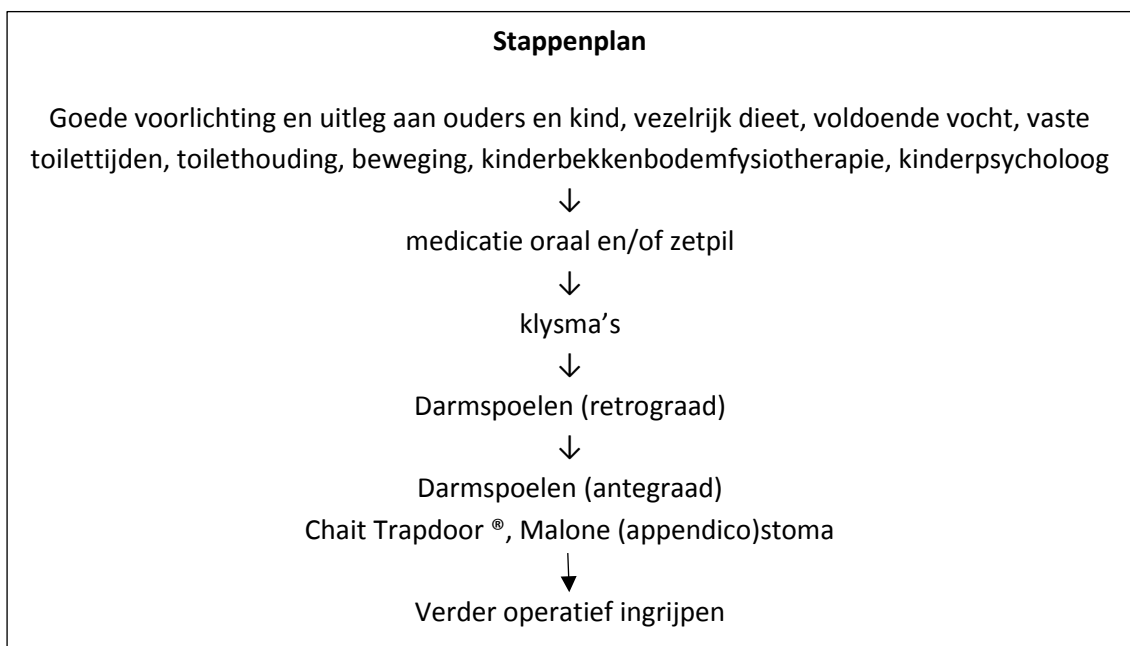 Stappenplan
Goede voorlichting en uitleg aan ouders en kind, vezelrijk dieet, voldoende vocht, vaste
toilettijden, toilethouding, beweging, kinderbekkenbodemfysiotherapie, kinderpsycholoog
↓
medicatie oraal en/of zetpil
↓
klysma’s
↓
Darmspoelen (retrograad)
↓
Darmspoelen (antegraad)
Chait Trapdoor ®, Malone (appendico)stoma
Verder operatief ingrijpen